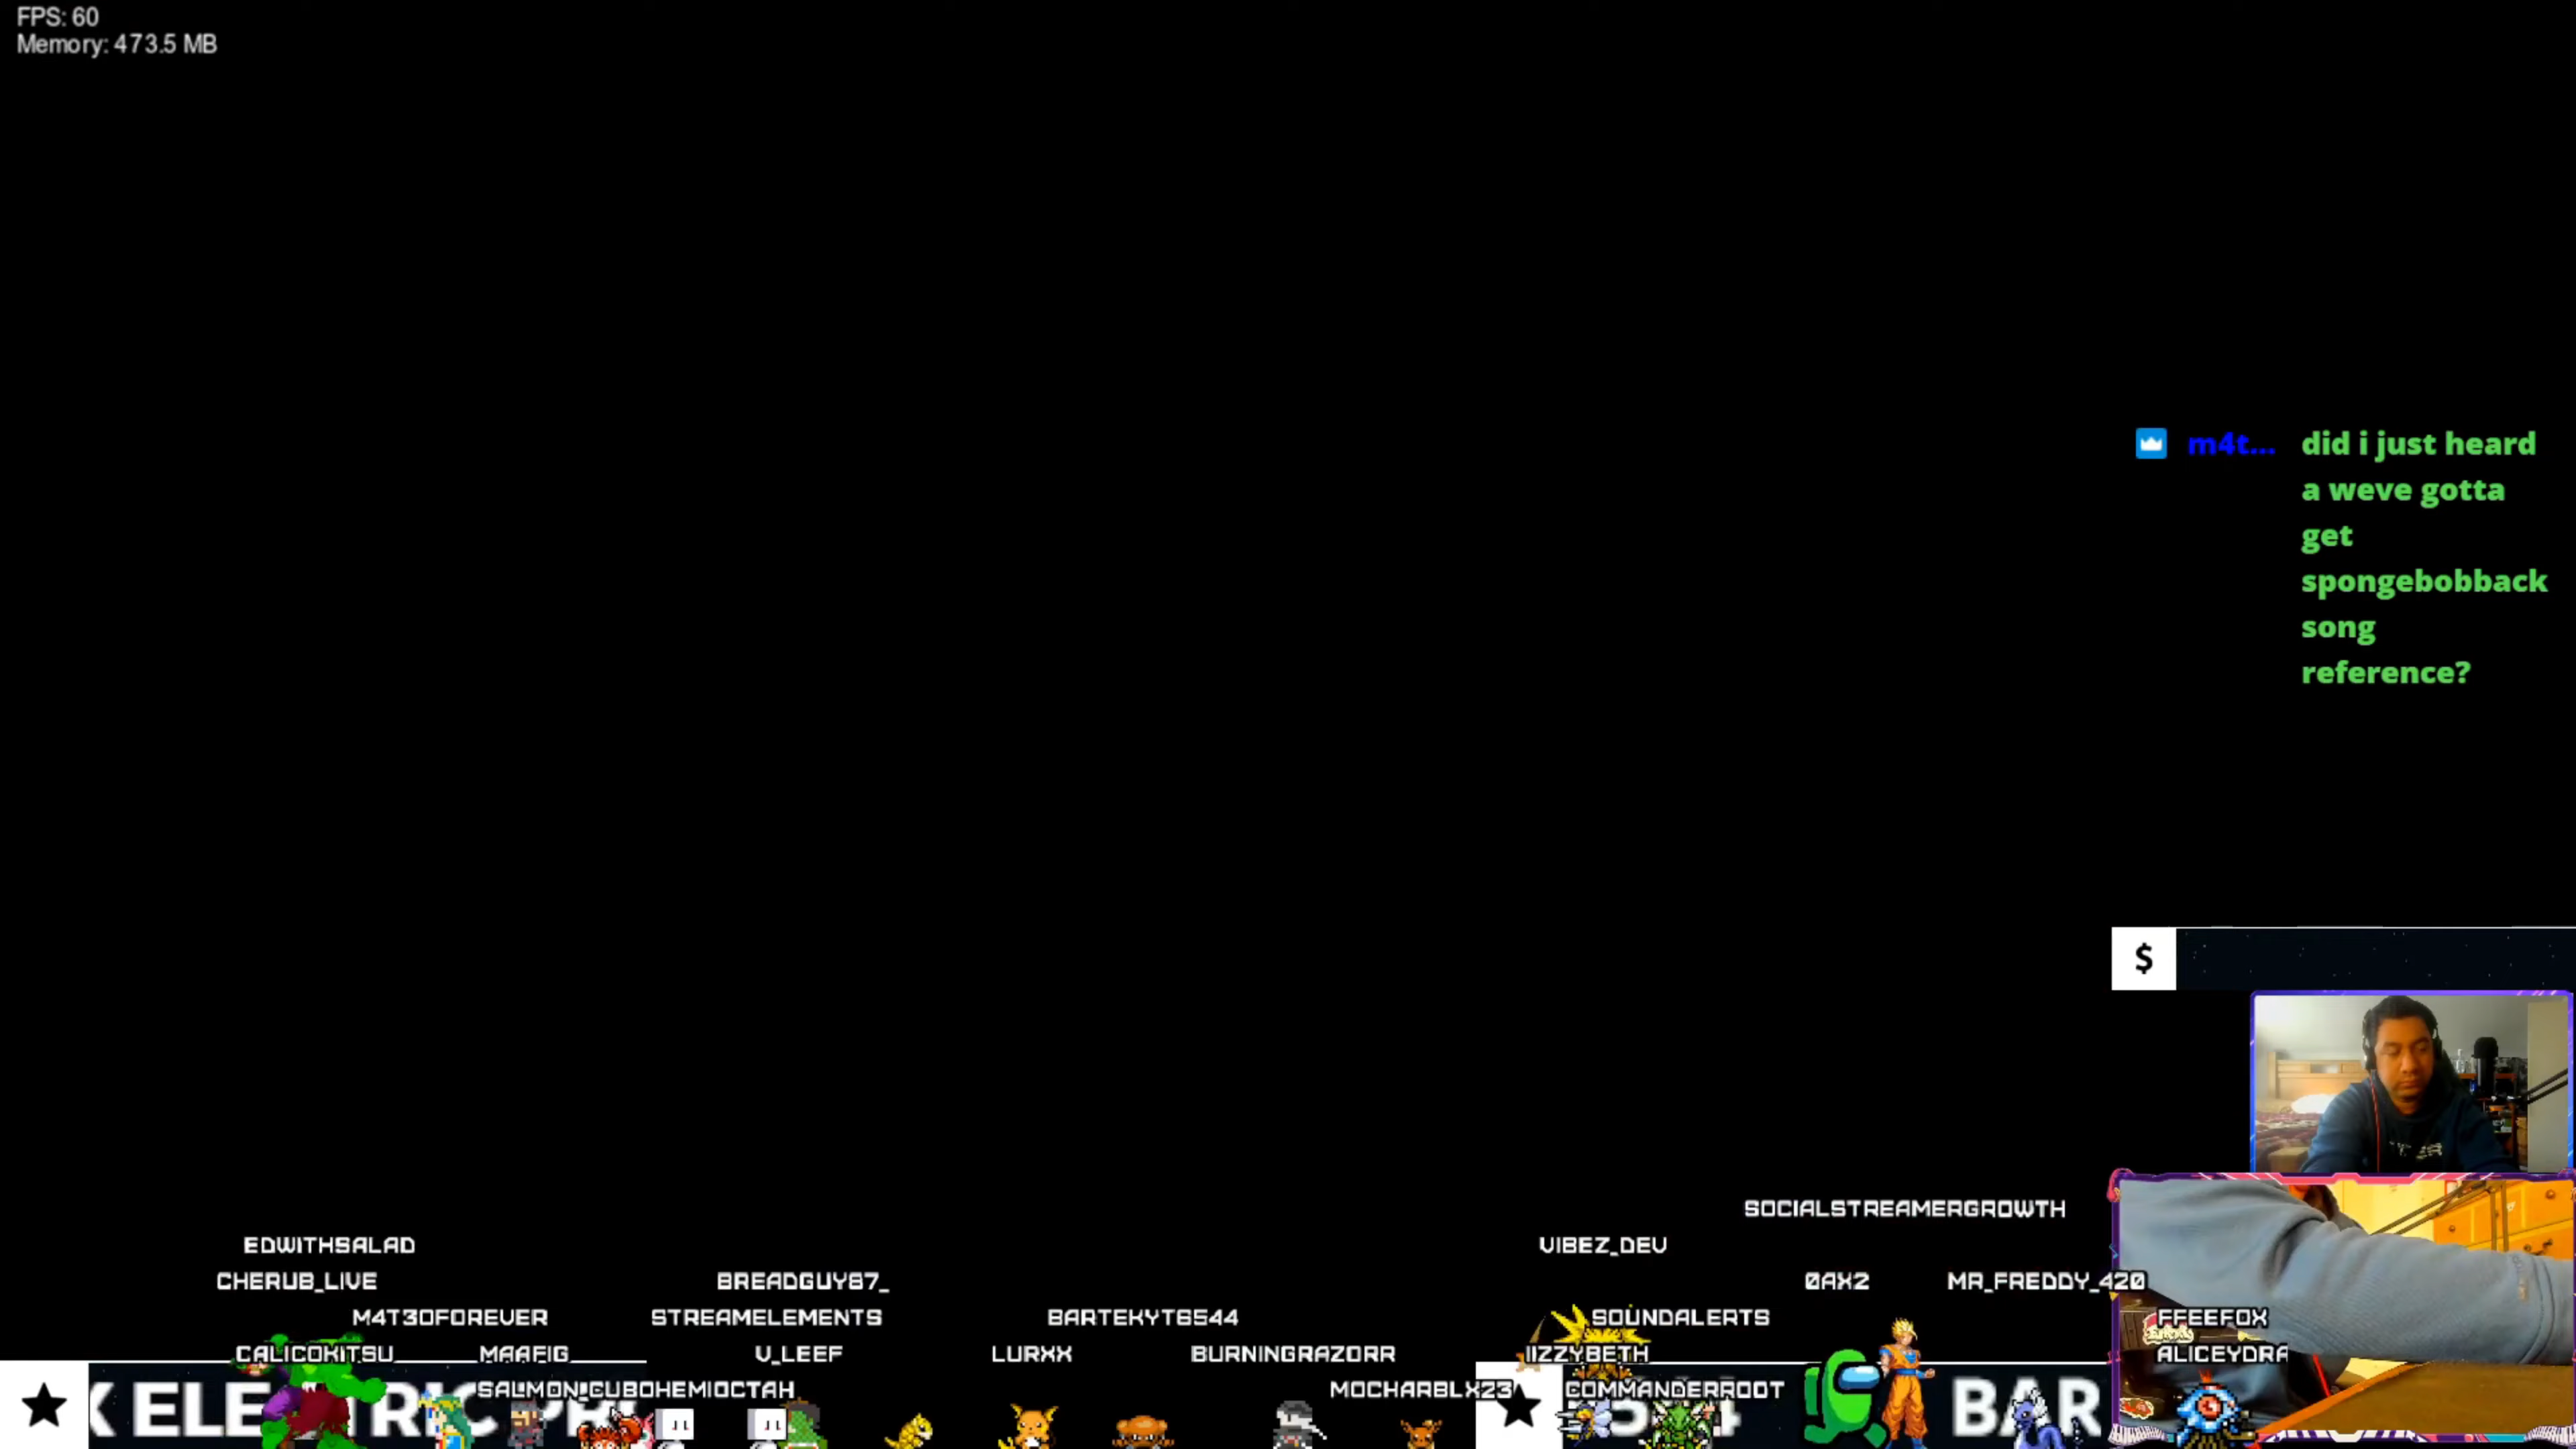 FPS: 60
Memory: 473.5 MB
m4t... did i just heard
a weve gotta
get
spongebobback
song
reference?
$
SOCIALSTREAMERGROWTH
EDWITHSALAD
VIBEZ_DEV
CHERUB_LIVE
BREADGUY87_
0AX2
MR_FREDDY_420
M4T3OFOREVER
STREAMELEMENTS
BARTEKYT6544
SOUNDALERTS
FFEEFOX
CALICOKITSU
MAAFIG
V_LEEF
LURXX
BURNINGRAZORR
IIZZYBETH
ALICEYDRA
SALMON_CUBOHEMIOCTAH
MOCHARBLX23
COMMANDERROOT
BAR